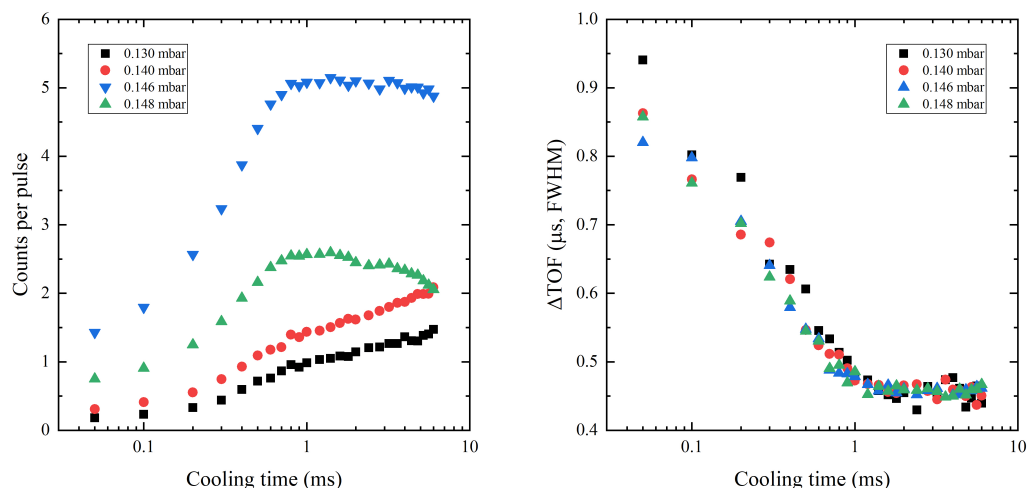 6
5
4
3
2
1
0
0.1
1
10
Counts per pulse
Cooling time (ms)
0.130 mbar
0.140 mbar
0.146 mbar
0.148 mbar
1.0
0.9
0.8
0.7
0.6
0.5
0.4
0.1
1
10
ΔTOF (μs, FWHM)
Cooling time (ms)
0.130 mbar
0.140 mbar
0.146 mbar
0.148 mbar